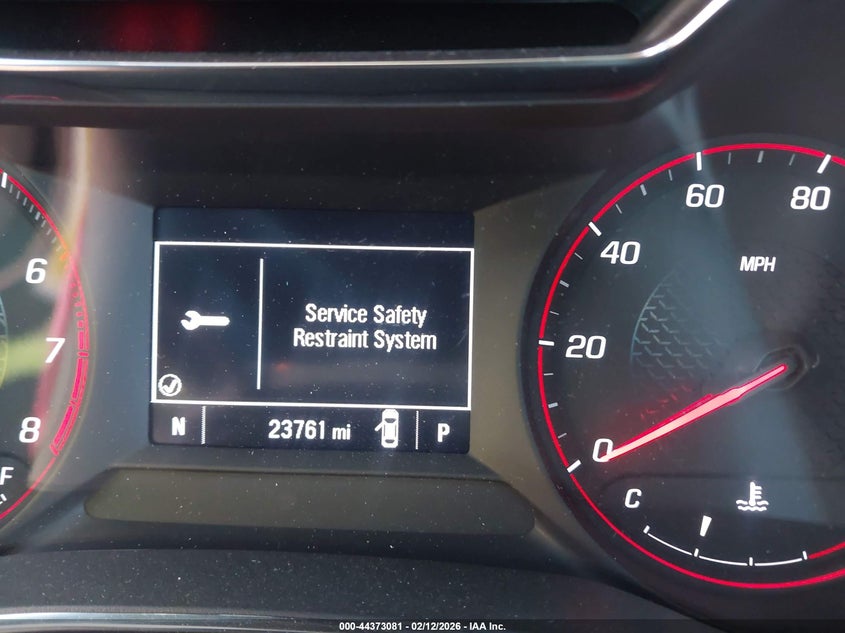 60
80
40
MPH
6
Service Safety
Restraint System
7
20
8
N
23761 mi
P
0
F
C
000-44373081 - 02/12/2026 - IAA Inc.